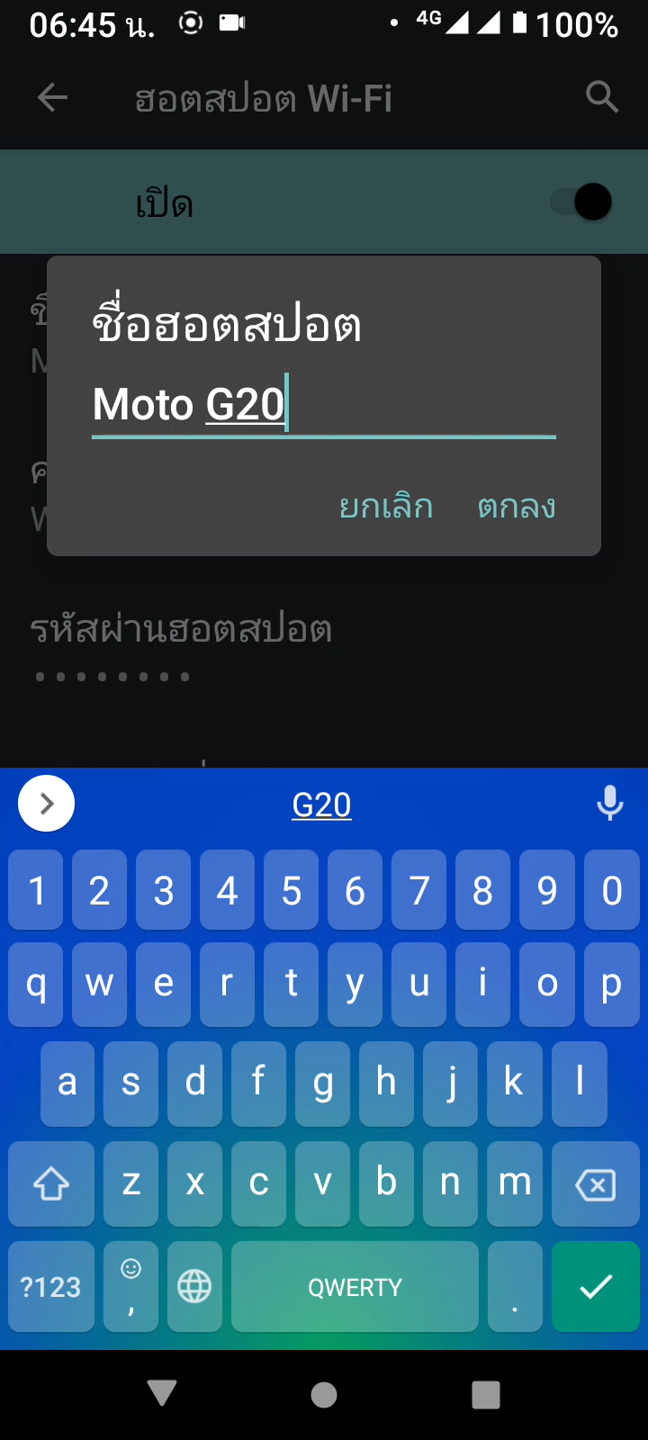 06:45 น. 4G 100%
ฮอตสปอต Wi-Fi
เปิด
ชื่อฮอตสปอต
Moto G20
ยกเลิก ตกลง
รหัสผ่านฮอตสปอต
G20
1 2 3 4 5 6 7 8 9 0
q w e r t y u i o p
a s d f g h j k l
z x c v b n m
?123 , QWERTY .